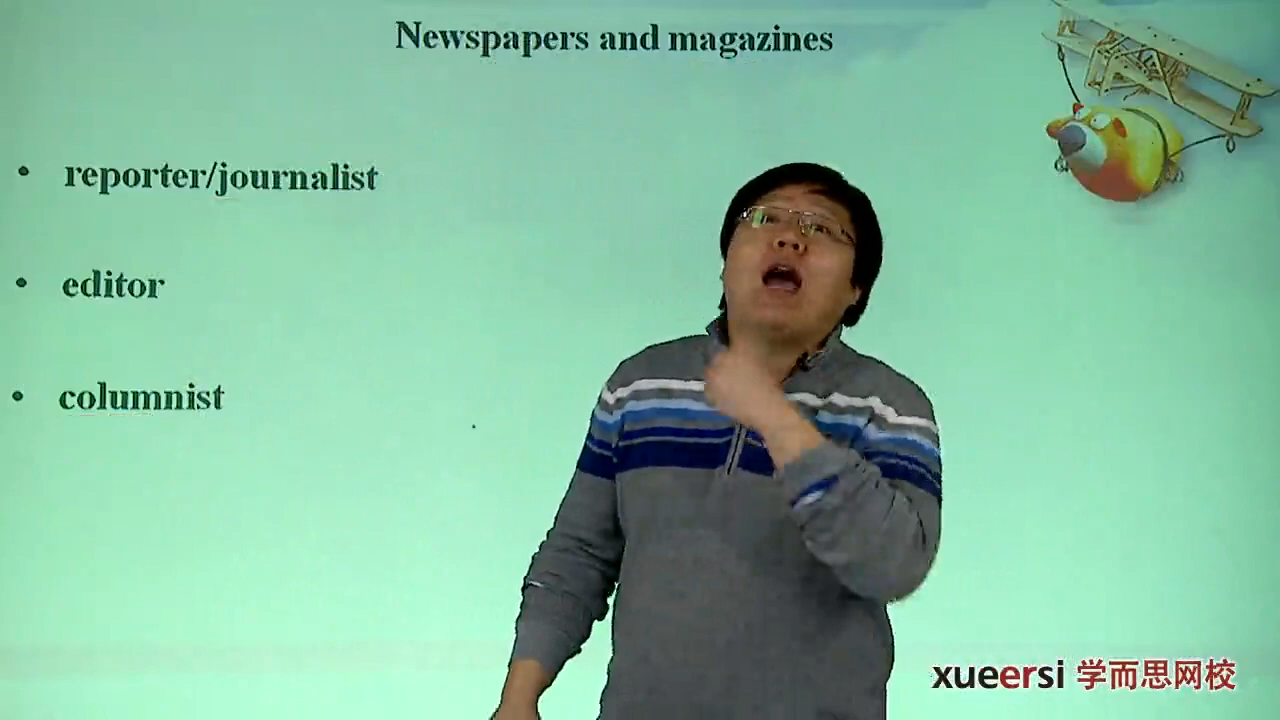 Newspapers and magazines
• reporter/journalist
• editor
• columnist
xueersi 学而思网校